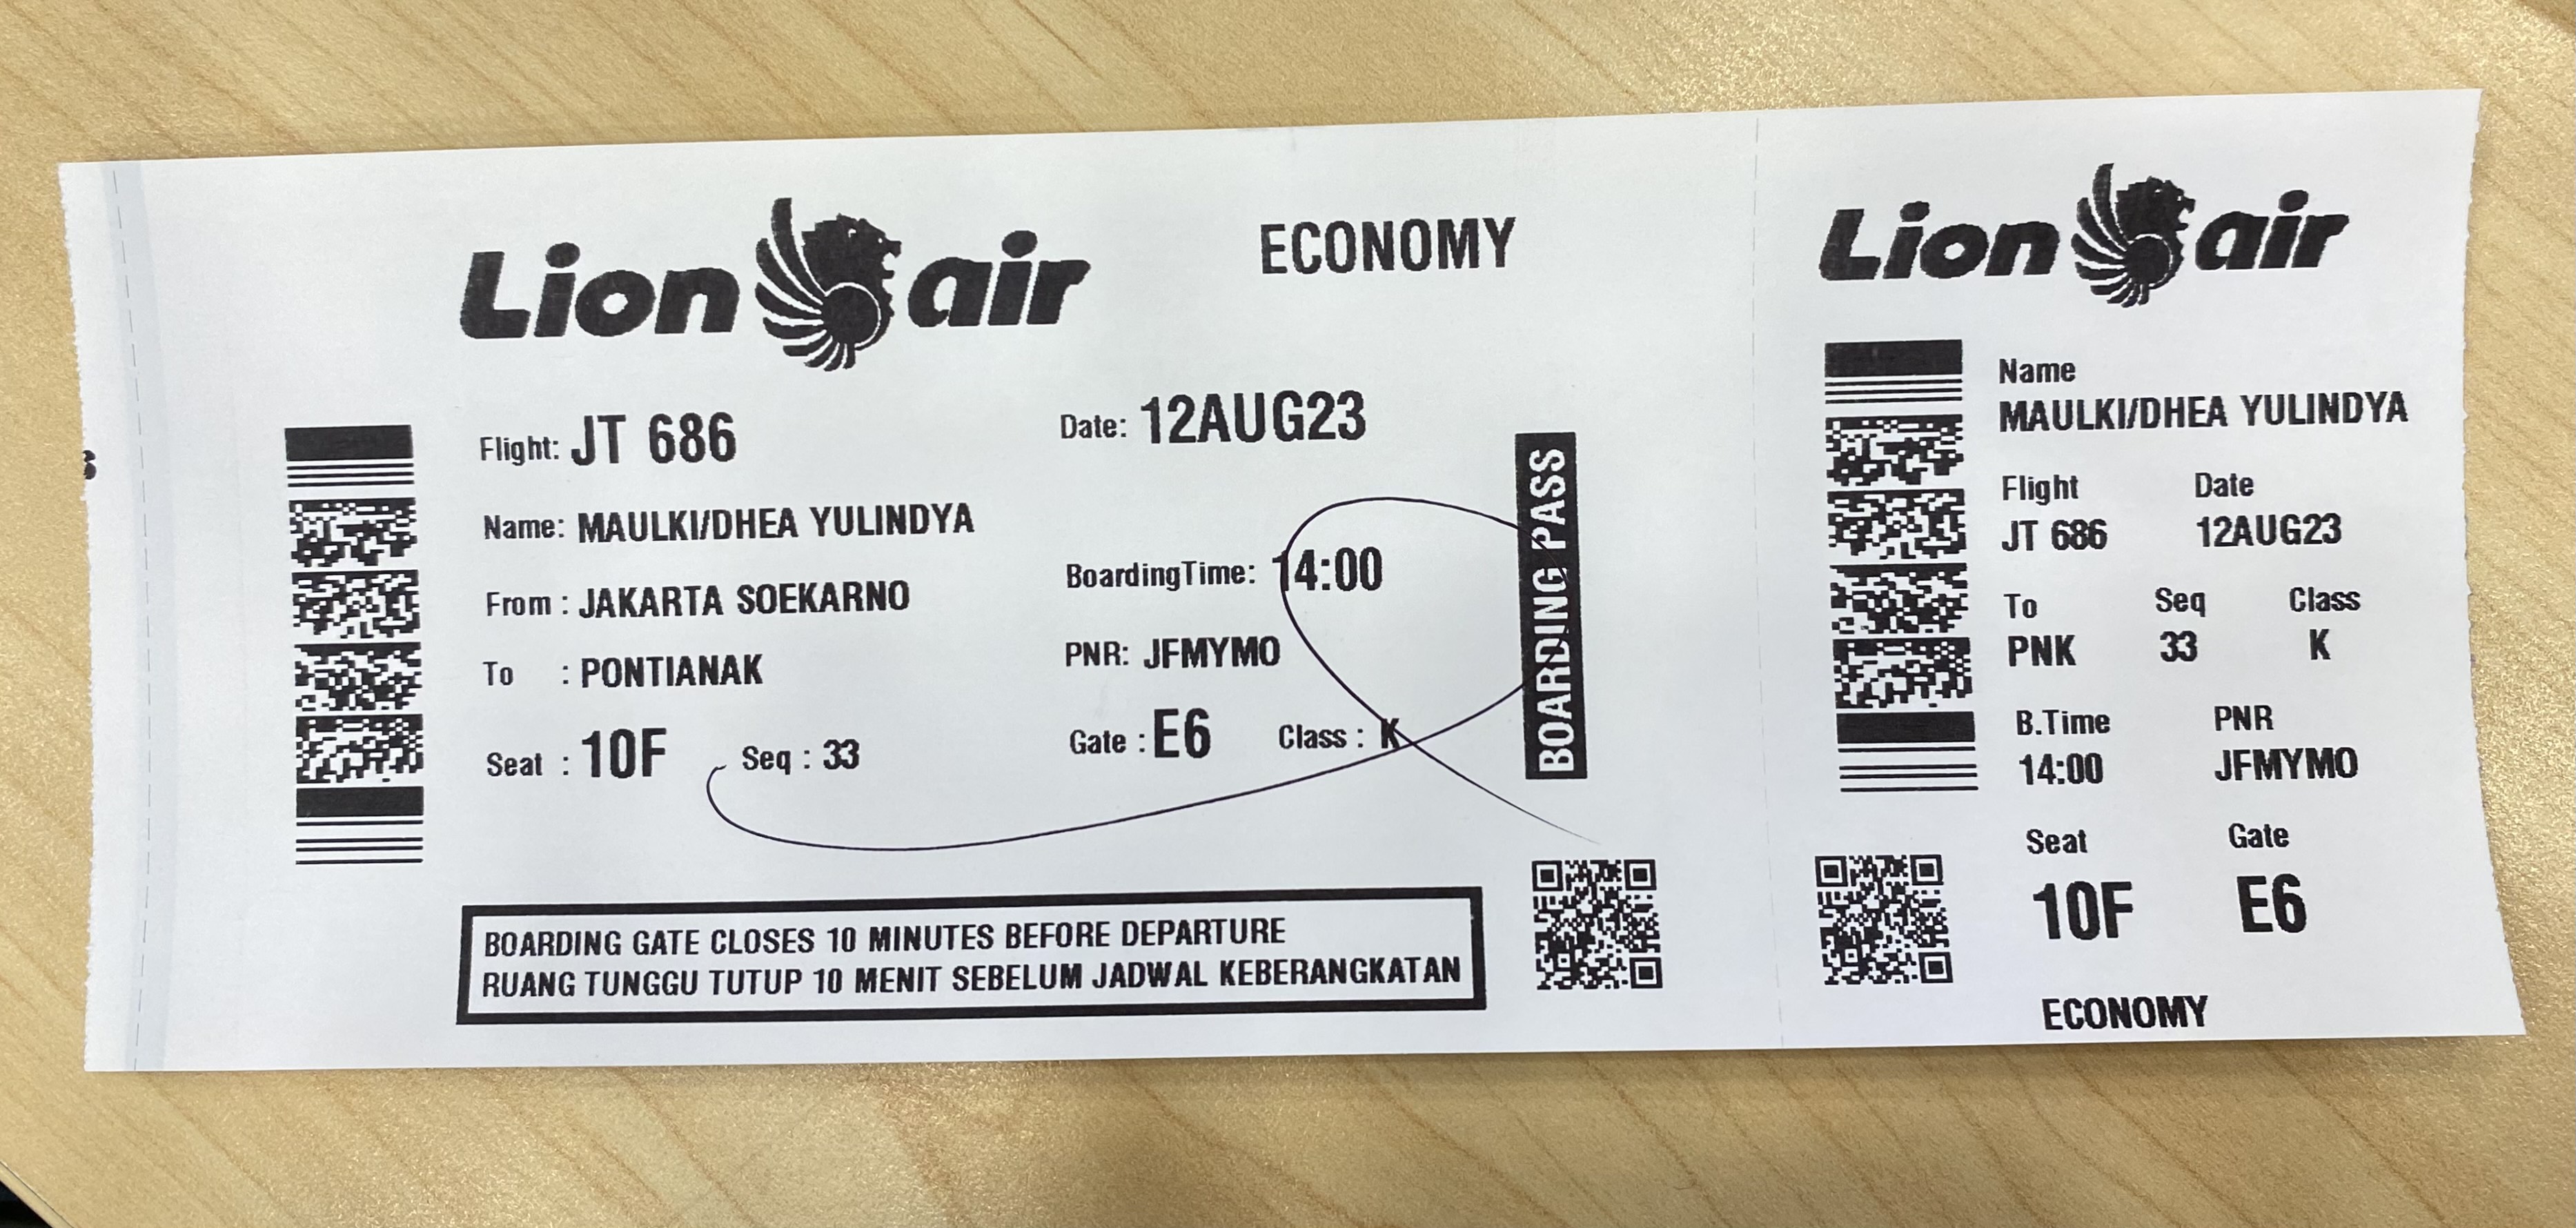 Lion air
ECONOMY
Flight: JT 686
Date: 12AUG23
Name: MAULKI/DHEA YULINDYA
From : JAKARTA SOEKARNO
BoardingTime: 14:00
To : PONTIANAK
PNR: JFMYMO
Seat : 10F Seq : 33
Gate : E6 Class : K
BOARDING PASS
BOARDING GATE CLOSES 10 MINUTES BEFORE DEPARTURE
RUANG TUNGGU TUTUP 10 MENIT SEBELUM JADWAL KEBERANGKATAN
Lion air
Name
MAULKI/DHEA YULINDYA
Flight Date
JT 686 12AUG23
To Seq Class
PNK 33 K
B.Time PNR
14:00 JFMYMO
Seat Gate
10F E6
ECONOMY